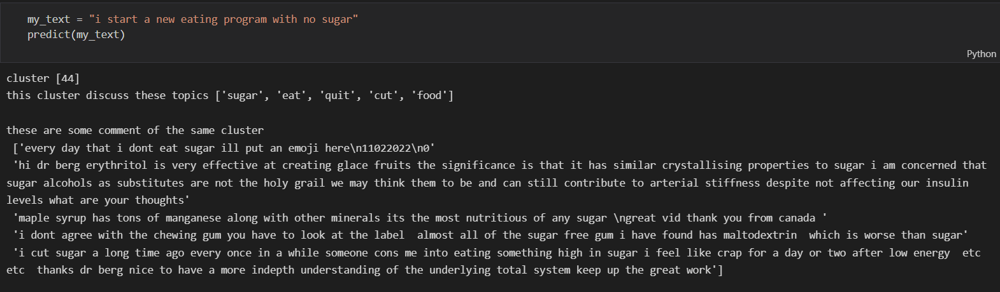 my_text = "i start a new eating program with no sugar"
predict(my_text)
Python
cluster [44]
this cluster discuss these topics ['sugar', 'eat', 'quit', 'cut', 'food']
these are some comment of the same cluster
['every day that i dont eat sugar ill put an emoji here\n11022022\n0'
'hi dr berg erythritol is very effective at creating glace fruits the significance is that it has similar crystallising properties to sugar i am concerned that
sugar alcohols as substitutes are not the holy grail we may think them to be and can still contribute to arterial stiffness despite not affecting our insulin
levels what are your thoughts'
'maple syrup has tons of manganese along with other minerals its the most nutritious of any sugar \ngreat vid thank you from canada '
'i dont agree with the chewing gum you have to look at the label  almost all of the sugar free gum i have found has maltodextrin  which is worse than sugar'
'i cut sugar a long time ago every once in a while someone cons me into eating something high in sugar i feel like crap for a day or two after low energy  etc
etc  thanks dr berg nice to have a more indepth understanding of the underlying total system keep up the great work']